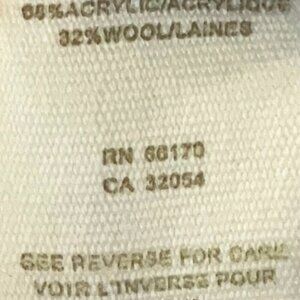 68%ACRYLIC/ACRYLIQUE
32%WOOL/LAINES
RN 66170
CA 32054
SEE REVERSE FOR CARE
VOIR L'INVERSE POUR